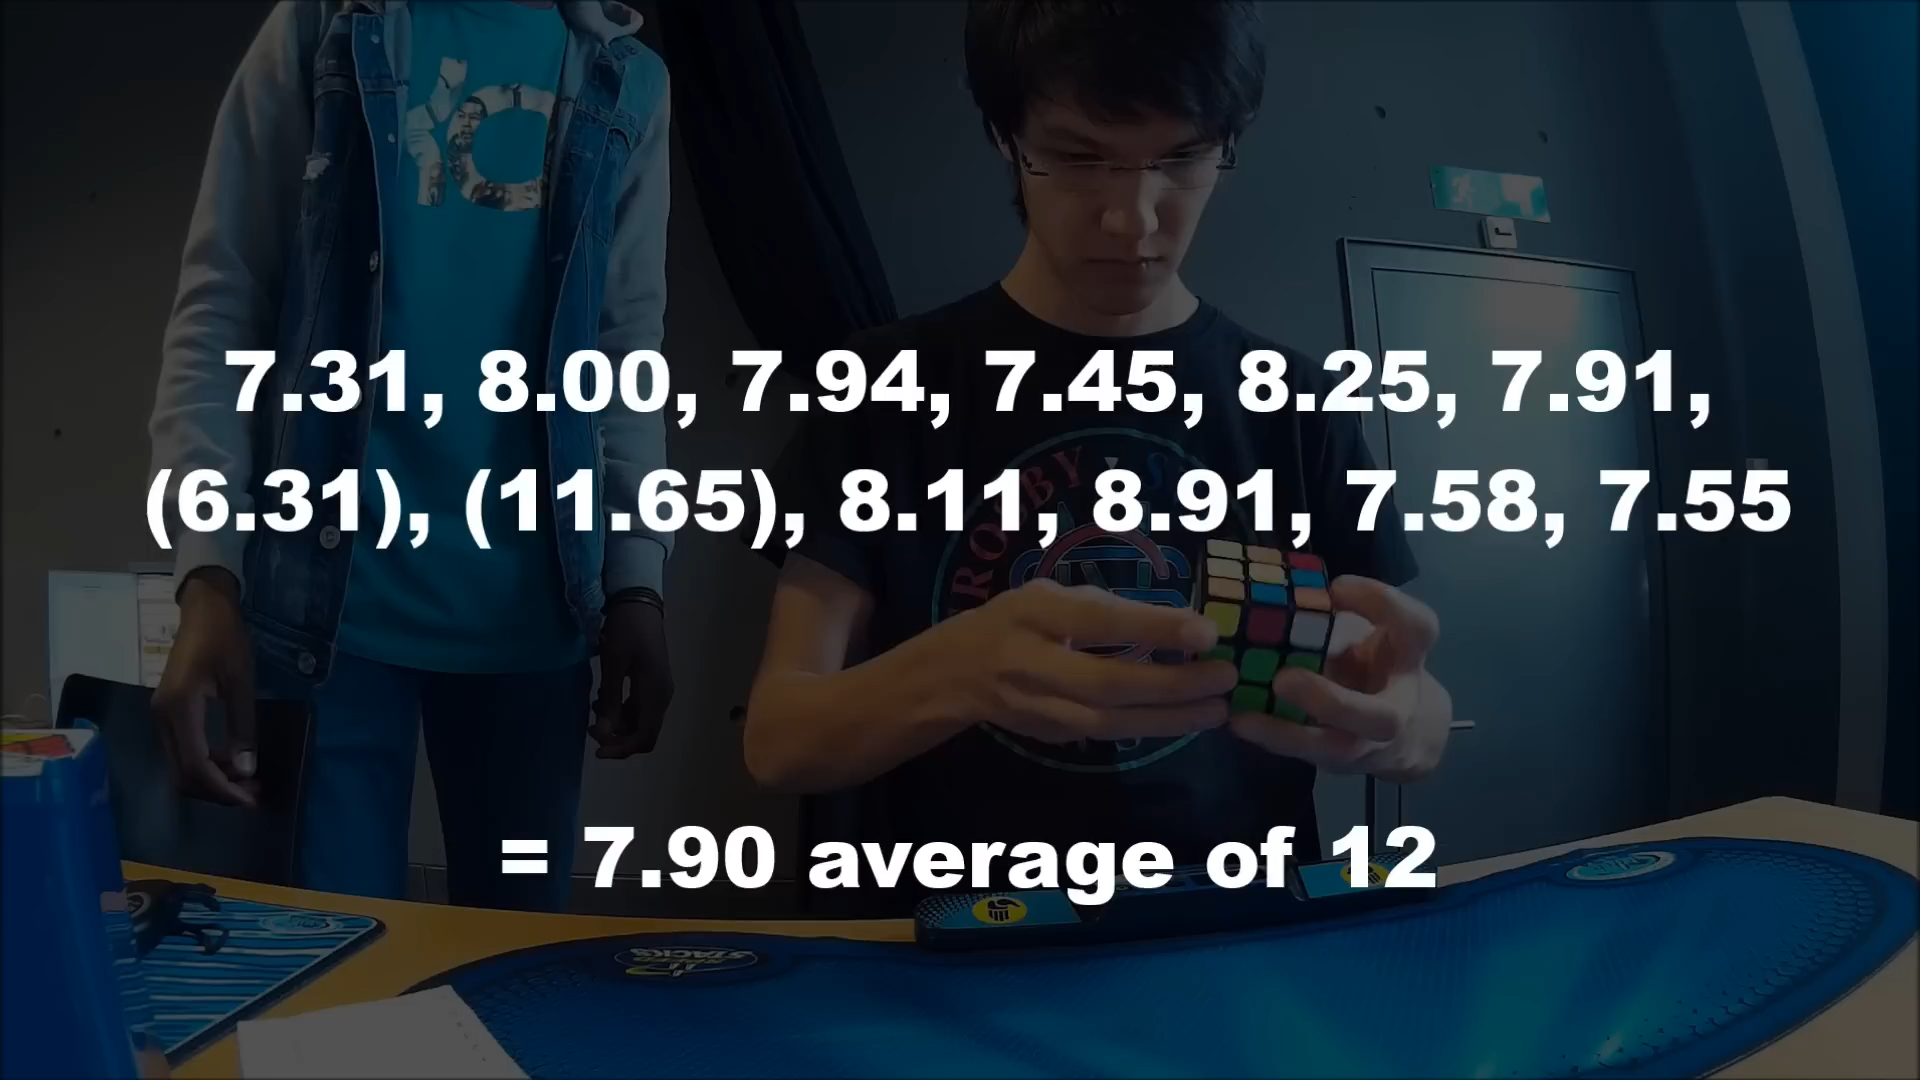 7.31, 8.00, 7.94, 7.45, 8.25, 7.91,
(6.31), (11.65), 8.11, 8.91, 7.58, 7.55
= 7.90 average of 12
STACKS